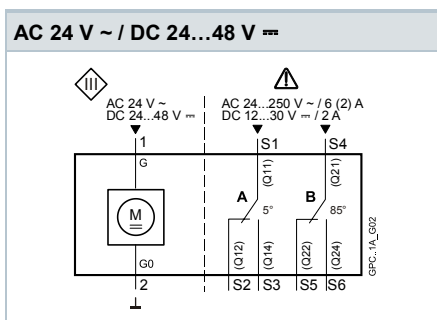 AC 24 V ~ / DC 24…48 V ⎓
III
AC 24 V ~
DC 24...48 V ⎓
AC 24...250 V ~ / 6 (2) A
DC 12...30 V ⎓ / 2 A
1
S1
S4
G
(Q11)
(Q21)
A
5°
B
85°
M
G0
(Q12)
(Q14)
(Q22)
(Q24)
2
S2
S3
S5
S6
GPC..1A_G02